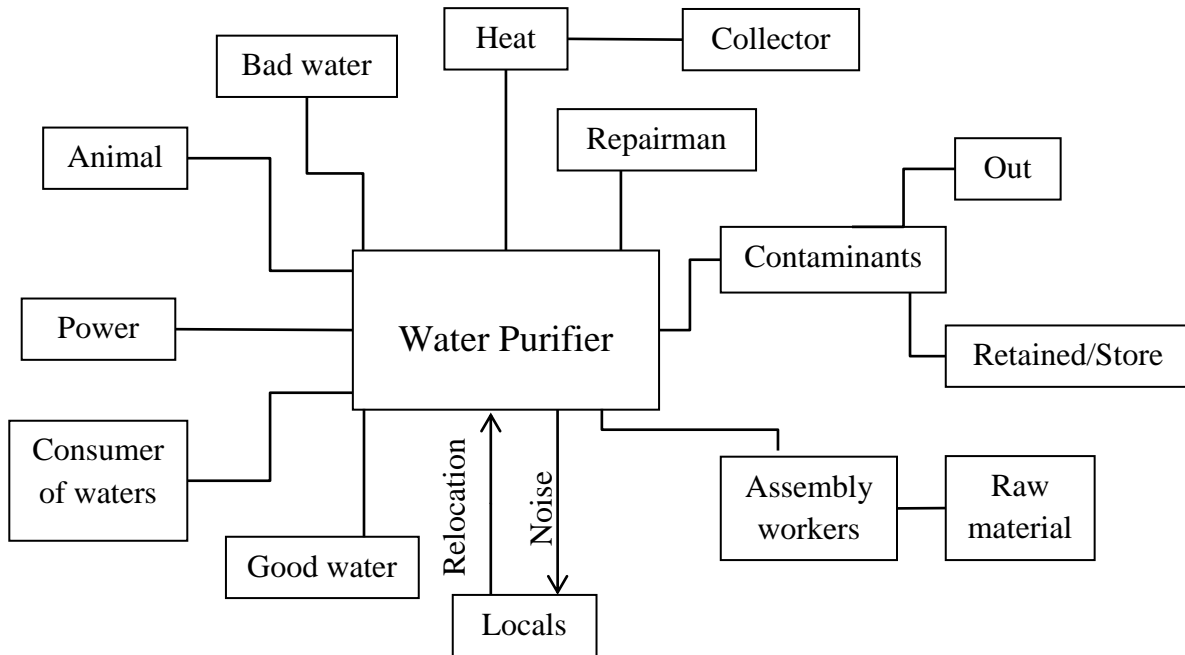 Heat
Collector
Bad water
Repairman
Animal
Out
Contaminants
Power
Water Purifier
Retained/Store
Consumer
of waters
Relocation
Noise
Assembly
workers
Raw
material
Good water
Locals